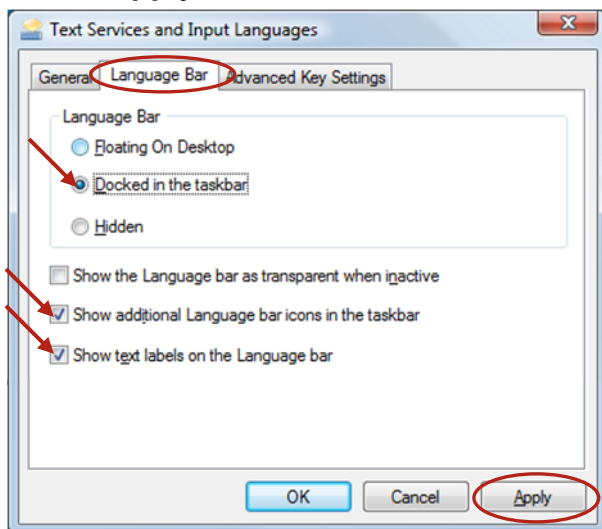 Text Services and Input Languages
General Language Bar Advanced Key Settings
Language Bar
Floating On Desktop
Docked in the taskbar
Hidden
Show the Language bar as transparent when inactive
Show additional Language bar icons in the taskbar
Show text labels on the Language bar
OK Cancel Apply